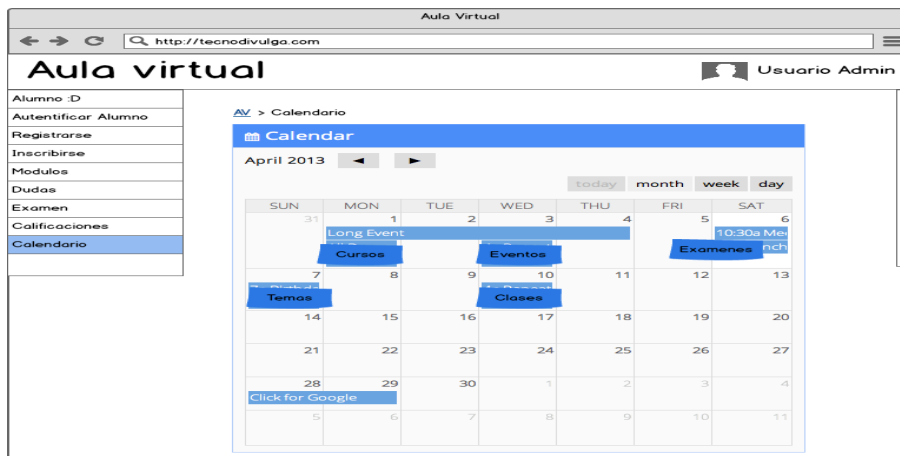 Aula Virtual
http://tecnodivulga.com
Aula virtual
Usuario Admin
Alumno :D
Autentificar Alumno
Registrarse
Inscribirse
Modulos
Dudas
Examen
Calificaciones
Calendario
AV > Calendario
Calendar
April 2013
today month week day
SUN MON TUE WED THU FRI SAT
31 1 2 3 4 5 6
Long Event 10:30a
Cursos Eventos Examenes
7 8 9 10 11 12 13
Temas Clases
14 15 16 17 18 19 20
21 22 23 24 25 26 27
28 29 30 1 2 3 4
Click for Google
5 6 7 8 9 10 11